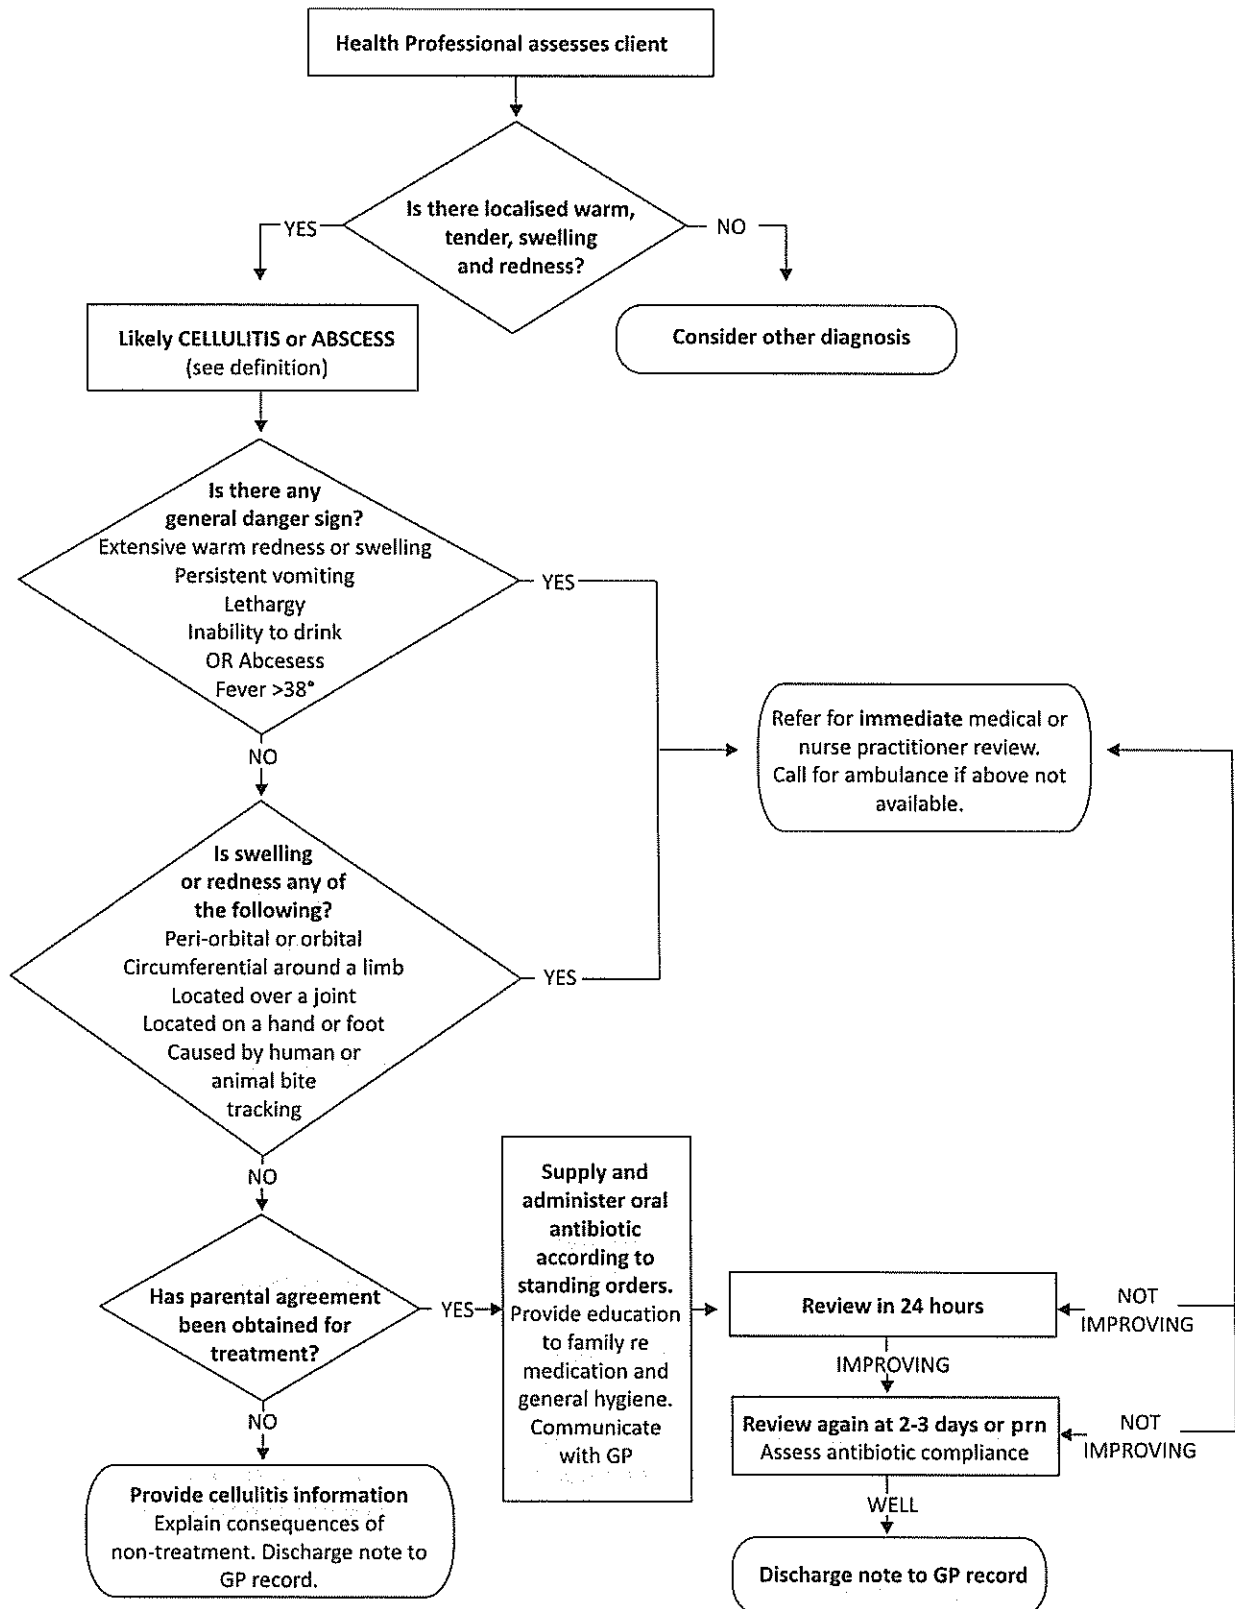 Health Professional assesses client
Is there localised warm,
tender, swelling
and redness?
YES
NO
Likely CELLULITIS or ABSCESS
(see definition)
Consider other diagnosis
Is there any
general danger sign?
Extensive warm redness or swelling
Persistent vomiting
Lethargy
Inability to drink
OR Abcesess
Fever >38°
YES
NO
Refer for immediate medical or
nurse practitioner review.
Call for ambulance if above not
available.
Is swelling
or redness any of
the following?
Peri-orbital or orbital
Circumferential around a limb
Located over a joint
Located on a hand or foot
Caused by human or
animal bite
tracking
YES
NO
Has parental agreement
been obtained for
treatment?
YES
NO
Supply and
administer oral
antibiotic
according to
standing orders.
Provide education
to family re
medication and
general hygiene.
Communicate
with GP
Review in 24 hours
NOT
IMPROVING
IMPROVING
Review again at 2-3 days or prn
Assess antibiotic compliance
NOT
IMPROVING
WELL
Discharge note to GP record
Provide cellulitis information
Explain consequences of
non-treatment. Discharge note to
GP record.